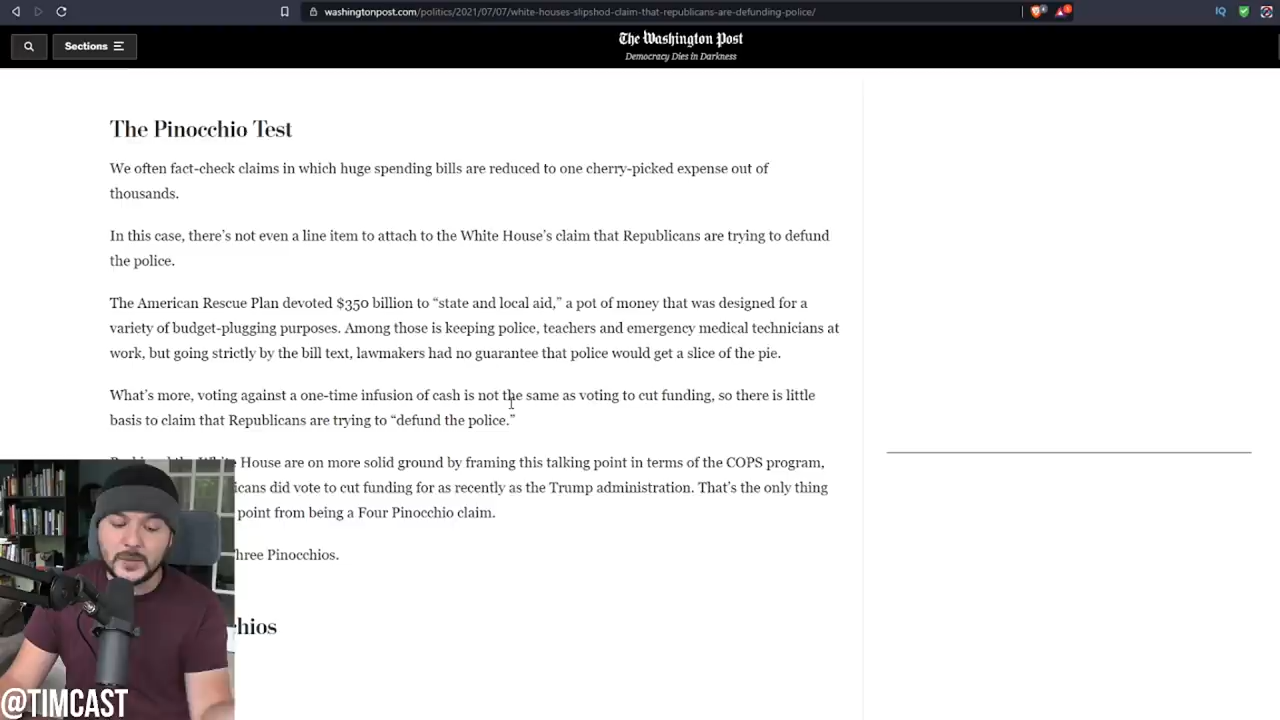 washingtonpost.com/politics/2021/07/07/white-houses-slipshod-claim-that-republicans-are-defunding-police/
IQ
Sections
The Washington Post
Democracy Dies in Darkness
The Pinocchio Test
We often fact-check claims in which huge spending bills are reduced to one cherry-picked expense out of
thousands.
In this case, there's not even a line item to attach to the White House's claim that Republicans are trying to defund
the police.
The American Rescue Plan devoted $350 billion to “state and local aid,” a pot of money that was designed for a
variety of budget-plugging purposes. Among those is keeping police, teachers and emergency medical technicians at
work, but going strictly by the bill text, lawmakers had no guarantee that police would get a slice of the pie.
What's more, voting against a one-time infusion of cash is not the same as voting to cut funding, so there is little
basis to claim that Republicans are trying to “defund the police.”
House are on more solid ground by framing this talking point in terms of the COPS program,
icans did vote to cut funding for as recently as the Trump administration. That's the only thing
point from being a Four Pinocchio claim.
hree Pinocchios.
hios
@TIMCAST